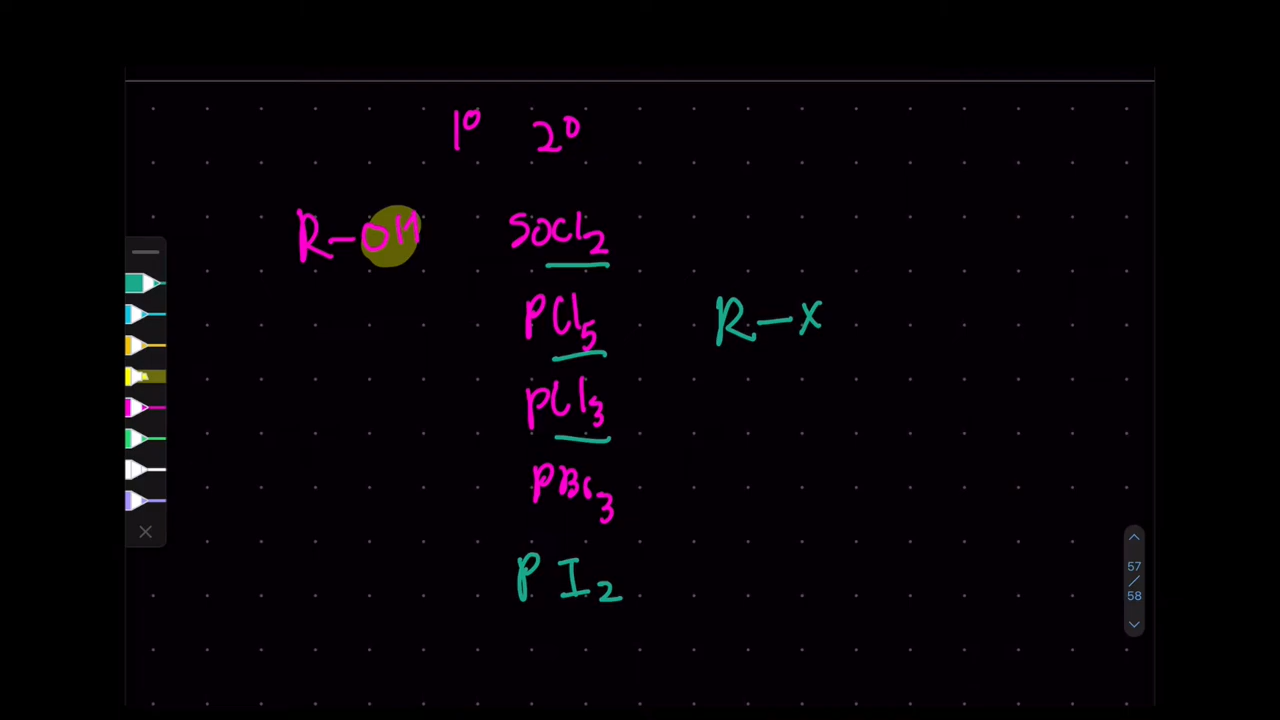 1° 2°
R-OH SOCl2
PCl5 R-X
PCl3
PBr3
P I2
57
/
58